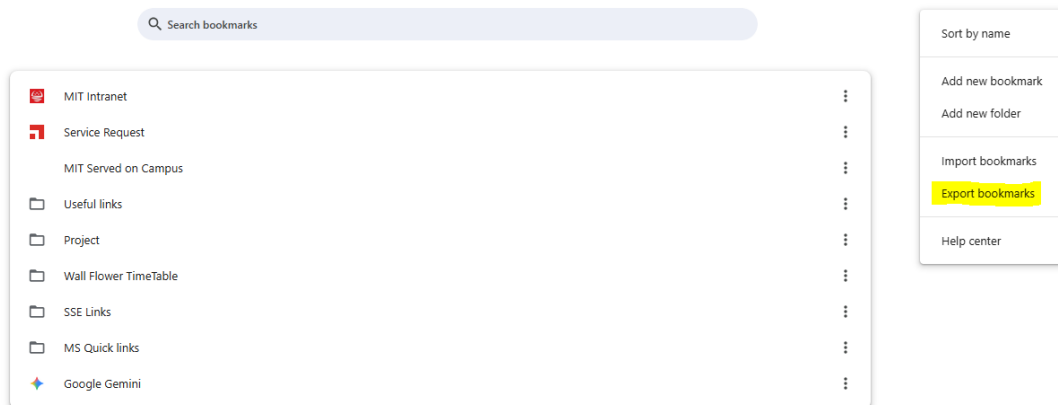 Search bookmarks
MIT Intranet
Service Request
MIT Served on Campus
Useful links
Project
Wall Flower TimeTable
SSE Links
MS Quick links
Google Gemini
Sort by name
Add new bookmark
Add new folder
Import bookmarks
Export bookmarks
Help center